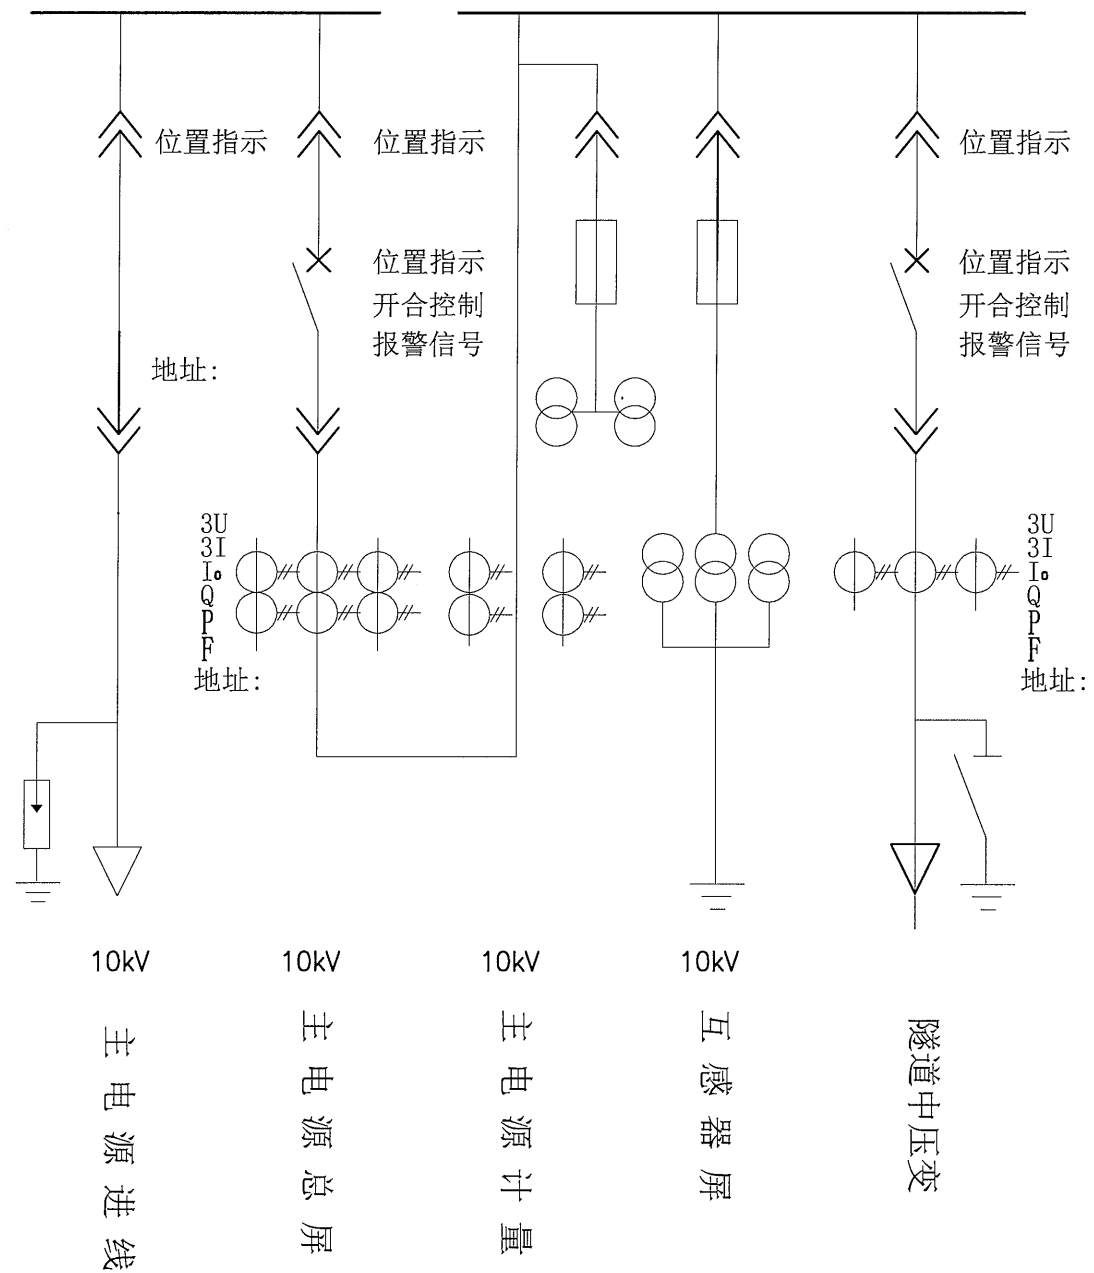 位置指示
位置指示
位置指示
位置指示
开合控制
报警信号
位置指示
开合控制
报警信号
地址:
3U
3I
Io
Q
P
F
地址:
3U
3I
Io
Q
P
F
地址:
10kV
主电源进线
10kV
主电源总屏
10kV
主电源计量
10kV
互感器屏
隧道中压变